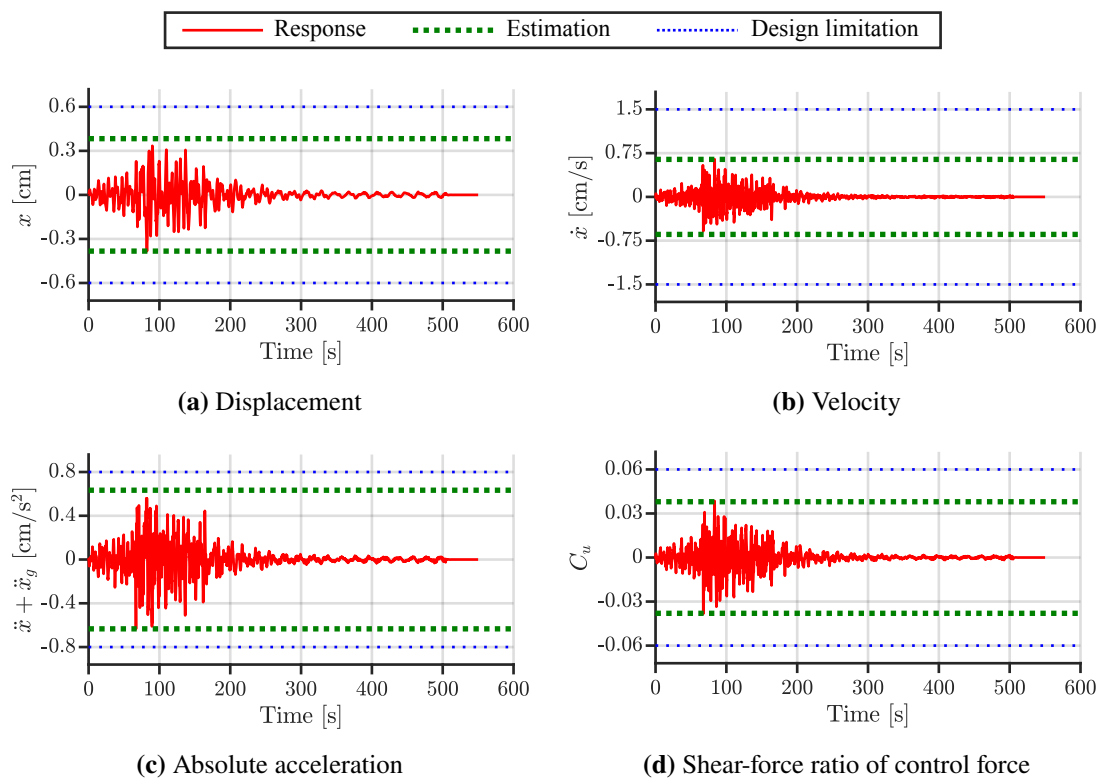 Response Estimation Design limitation
0.6
0.3
0
-0.3
-0.6
x [cm]
0 100 200 300 400 500 600
Time [s]
(a) Displacement
1.5
0.75
0
-0.75
-1.5
ẋ [cm/s]
0 100 200 300 400 500 600
Time [s]
(b) Velocity
0.8
0.4
0
-0.4
-0.8
ẍ + ẍ_g [cm/s²]
0 100 200 300 400 500 600
Time [s]
(c) Absolute acceleration
0.06
0.03
0
-0.03
-0.06
C_u
0 100 200 300 400 500 600
Time [s]
(d) Shear-force ratio of control force